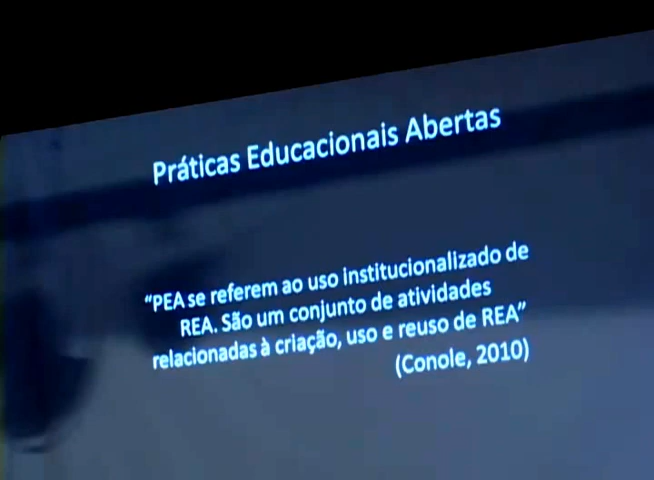 Práticas Educacionais Abertas
“PEA se referem ao uso institucionalizado de
REA. São um conjunto de atividades
relacionadas à criação, uso e reuso de REA”
(Conole, 2010)